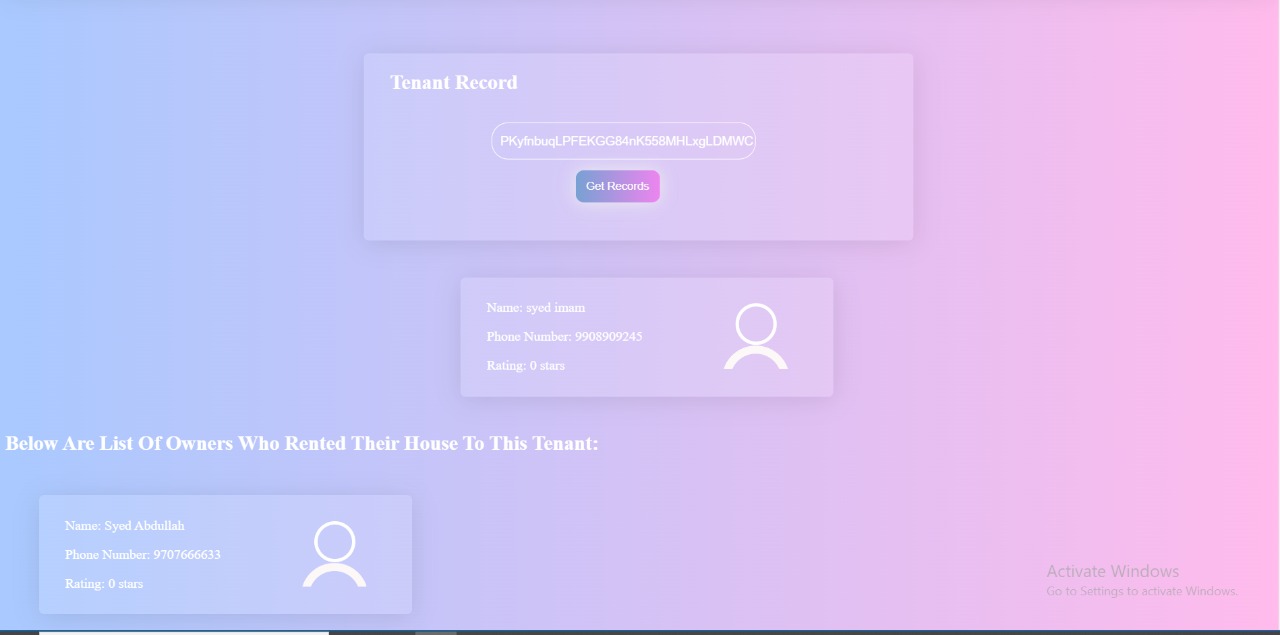 Tenant Record
PKyfnbuqLPFEKGG84nK558MHLxgLDMWC
Get Records
Name: syed imam
Phone Number: 9908909245
Rating: 0 stars
Below Are List Of Owners Who Rented Their House To This Tenant:
Name: Syed Abdullah
Phone Number: 9707666633
Rating: 0 stars
Activate Windows
Go to Settings to activate Windows.